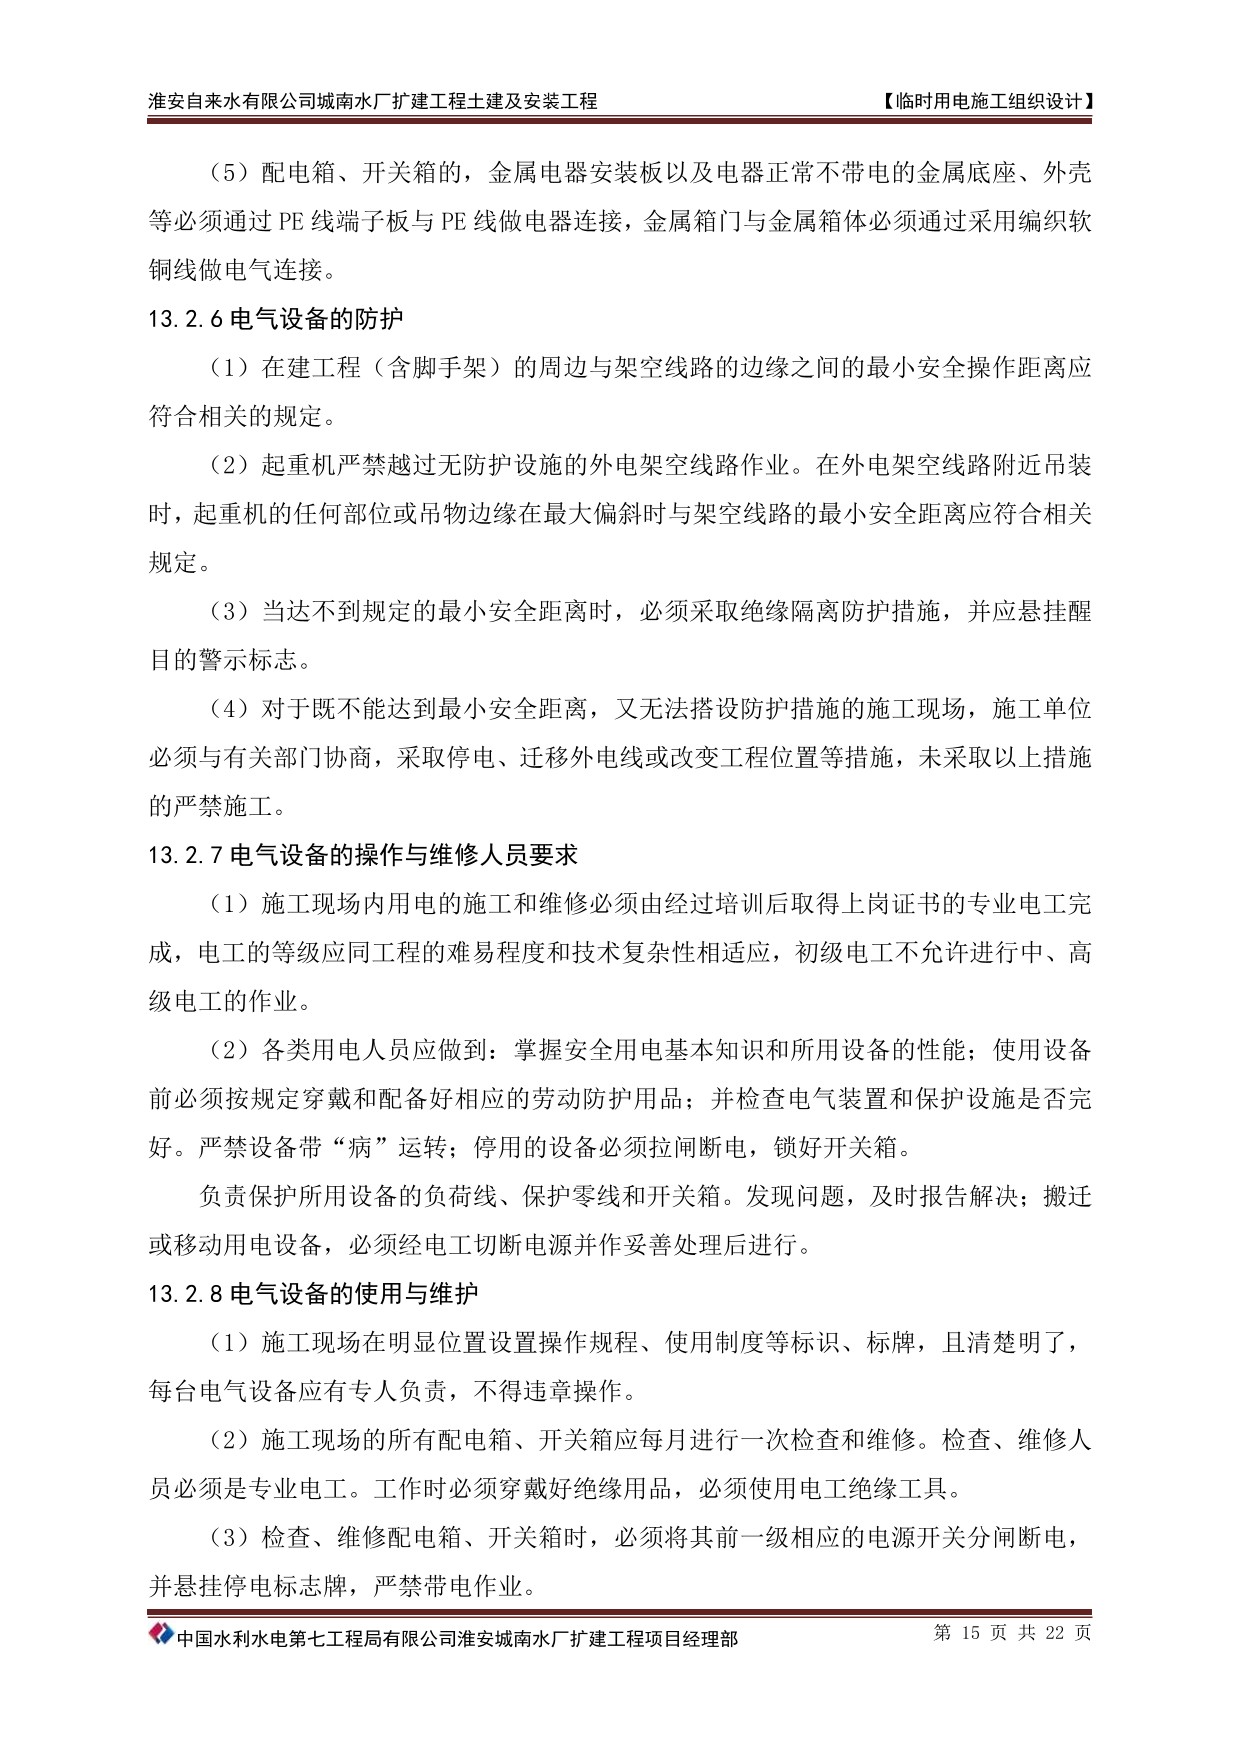 淮安自来水有限公司城南水厂扩建工程土建及安装工程 【临时用电施工组织设计】
（5）配电箱、开关箱的，金属电器安装板以及电器正常不带电的金属底座、外壳
等必须通过 PE 线端子板与 PE 线做电器连接，金属箱门与金属箱体必须通过采用编织软
铜线做电气连接。
13.2.6 电气设备的防护
（1）在建工程（含脚手架）的周边与架空线路的边缘之间的最小安全操作距离应
符合相关的规定。
（2）起重机严禁越过无防护设施的外电架空线路作业。在外电架空线路附近吊装
时，起重机的任何部位或吊物边缘在最大偏斜时与架空线路的最小安全距离应符合相关
规定。
（3）当达不到规定的最小安全距离时，必须采取绝缘隔离防护措施，并应悬挂醒
目的警示标志。
（4）对于既不能达到最小安全距离，又无法搭设防护措施的施工现场，施工单位
必须与有关部门协商，采取停电、迁移外电线或改变工程位置等措施，未采取以上措施
的严禁施工。
13.2.7 电气设备的操作与维修人员要求
（1）施工现场内用电的施工和维修必须由经过培训后取得上岗证书的专业电工完
成，电工的等级应同工程的难易程度和技术复杂性相适应，初级电工不允许进行中、高
级电工的作业。
（2）各类用电人员应做到：掌握安全用电基本知识和所用设备的性能；使用设备
前必须按规定穿戴和配备好相应的劳动防护用品；并检查电气装置和保护设施是否完
好。严禁设备带“病”运转；停用的设备必须拉闸断电，锁好开关箱。
负责保护所用设备的负荷线、保护零线和开关箱。发现问题，及时报告解决；搬迁
或移动用电设备，必须经电工切断电源并作妥善处理后进行。
13.2.8 电气设备的使用与维护
（1）施工现场在明显位置设置操作规程、使用制度等标识、标牌，且清楚明了，
每台电气设备应有专人负责，不得违章操作。
（2）施工现场的所有配电箱、开关箱应每月进行一次检查和维修。检查、维修人
员必须是专业电工。工作时必须穿戴好绝缘用品，必须使用电工绝缘工具。
（3）检查、维修配电箱、开关箱时，必须将其前一级相应的电源开关分闸断电，
并悬挂停电标志牌，严禁带电作业。
中国水利水电第七工程局有限公司淮安城南水厂扩建工程项目经理部 第 15 页 共 22 页